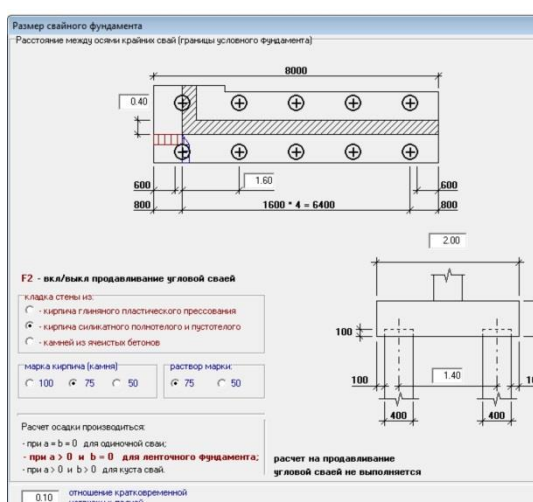 Размер свайного фундамента
Расстояние между осями крайних свай (границы условного фундамента)
8000
0.40
600
1.60
600
800
1600 * 4 = 6400
800
2.00
F2 - вкл/выкл продавливание угловой сваей
кладка стены из:
- кирпича глиняного пластического прессования
- кирпича силикатного полнотелого и пустотелого
- камней из ячеистых бетонов
100
марка кирпича (камня)
раствор марки:
100 75 50
75 50
100
1.40
400
400
Расчет осадки производиться:
- при a = b = 0 для одиночной сваи;
- при a > 0 и b = 0 для ленточного фундамента;
- при a > 0 и b > 0 для куста свай.
расчет на продавливание
угловой сваей не выполняется
0.10
отношение кратковременной